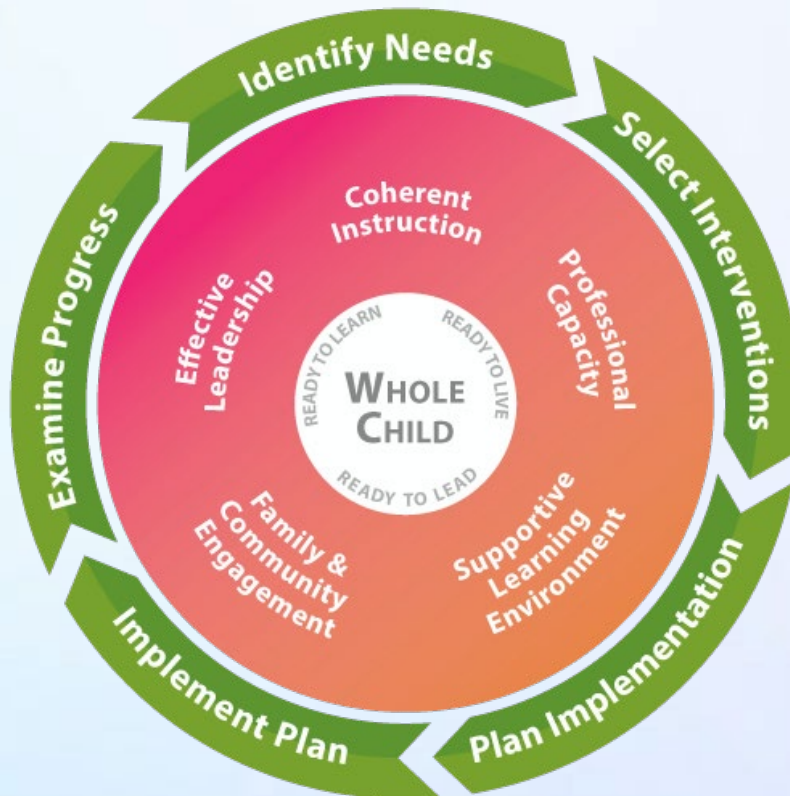 Identify Needs
Select Interventions
Plan Implementation
Implement Plan
Examine Progress
Coherent
Instruction
Professional
Capacity
Supportive
Learning
Environment
Family &
Community
Engagement
Effective
Leadership
READY TO LEARN
READY TO LIVE
READY TO LEAD
WHOLE
CHILD